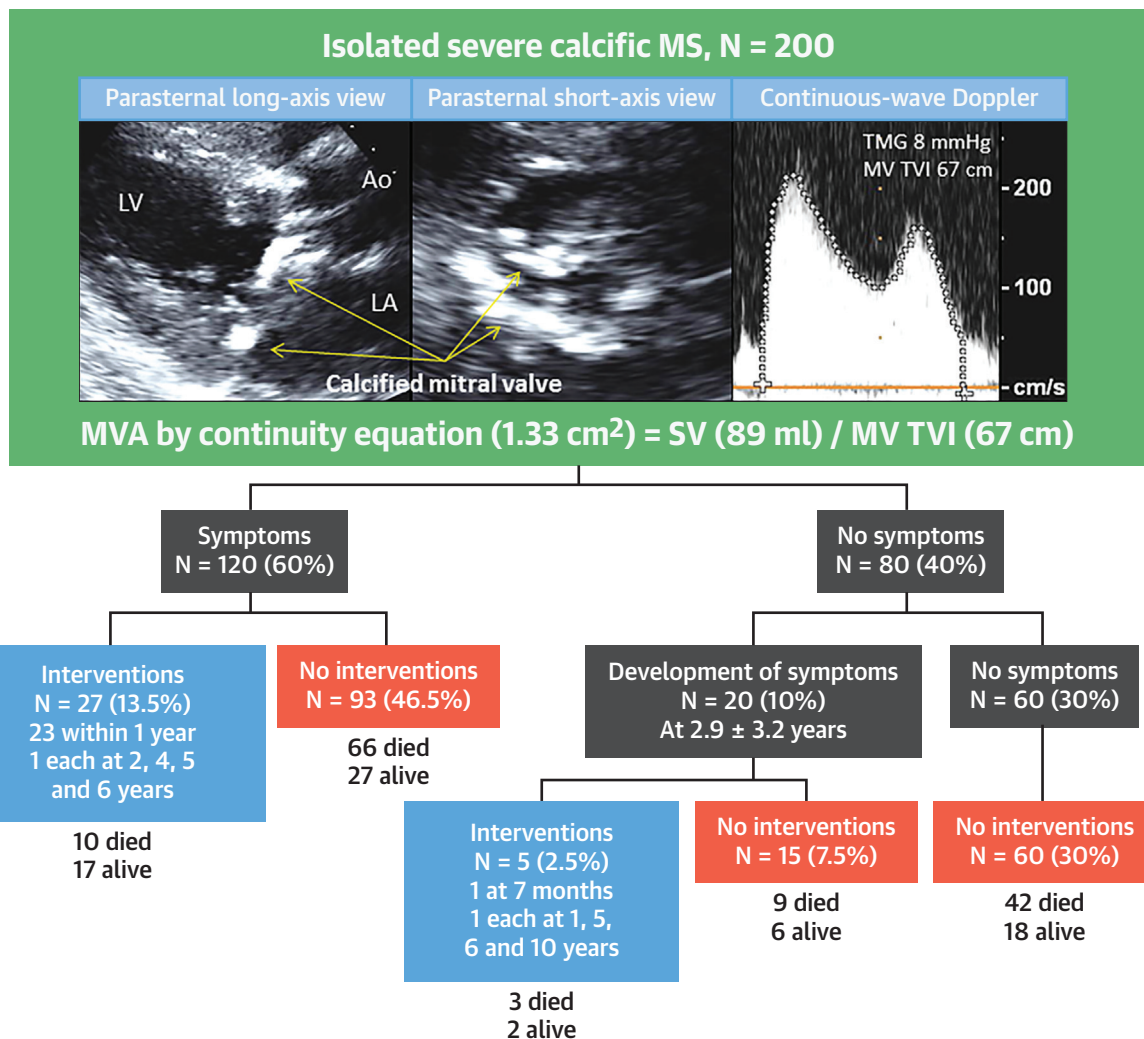 Isolated severe calcific MS, N = 200
Parasternal long-axis view
Parasternal short-axis view
Continuous-wave Doppler
LV
Ao
LA
TMG 8 mmHg
MV TVI 67 cm
200
100
cm/s
Calcified mitral valve
MVA by continuity equation (1.33 cm²) = SV (89 ml) / MV TVI (67 cm)
Symptoms
N = 120 (60%)
No symptoms
N = 80 (40%)
Interventions
N = 27 (13.5%)
23 within 1 year
1 each at 2, 4, 5
and 6 years
10 died
17 alive
No interventions
N = 93 (46.5%)
66 died
27 alive
Development of symptoms
N = 20 (10%)
At 2.9 ± 3.2 years
No symptoms
N = 60 (30%)
Interventions
N = 5 (2.5%)
1 at 7 months
1 each at 1, 5,
6 and 10 years
3 died
2 alive
No interventions
N = 15 (7.5%)
9 died
6 alive
No interventions
N = 60 (30%)
42 died
18 alive